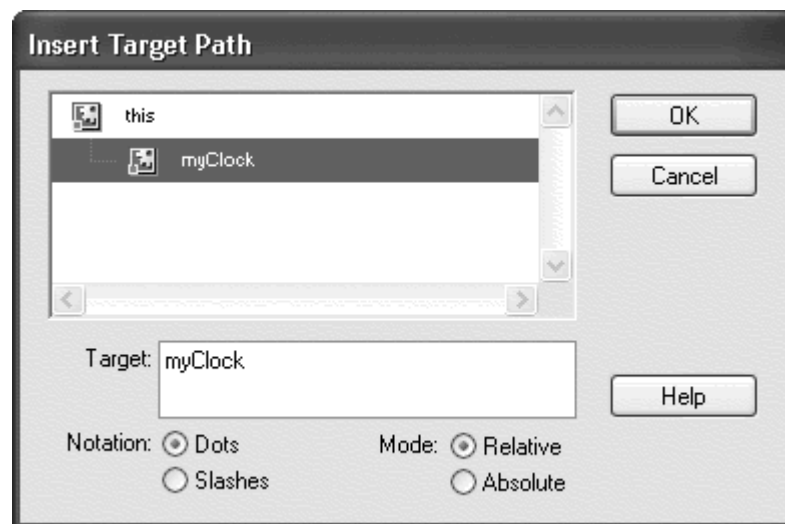 Insert Target Path
this
myClock
OK
Cancel
Target: myClock
Help
Notation: Dots Mode: Relative
Slashes Absolute